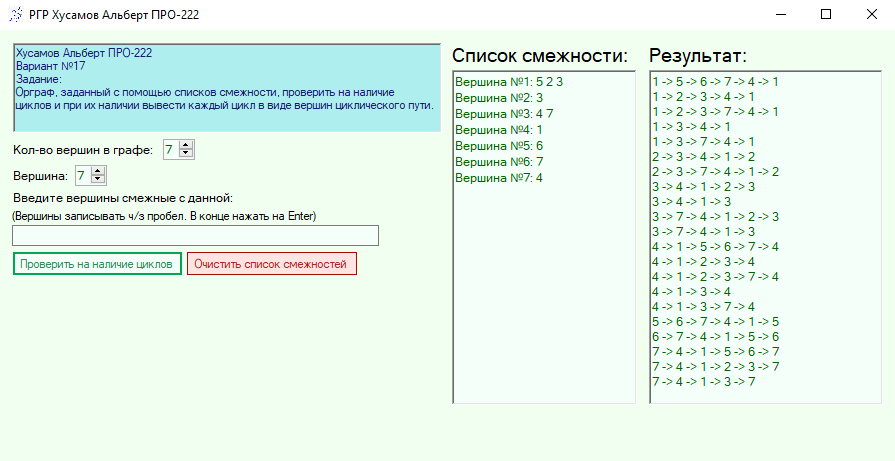 РГР Хусамов Альберт ПРО-222
Хусамов Альберт ПРО-222
Вариант №17
Задание:
Орграф, заданный с помощью списков смежности, проверить на наличие
циклов и при их наличии вывести каждый цикл в виде вершин циклического пути.
Кол-во вершин в графе: 7
Вершина: 7
Введите вершины смежные с данной:
(Вершины записывать ч/з пробел. В конце нажать на Enter)
Проверить на наличие циклов
Очистить список смежностей
Список смежности:
Вершина №1: 5 2 3
Вершина №2: 3
Вершина №3: 4 7
Вершина №4: 1
Вершина №5: 6
Вершина №6: 7
Вершина №7: 4
Результат:
1 -> 5 -> 6 -> 7 -> 4 -> 1
1 -> 2 -> 3 -> 4 -> 1
1 -> 2 -> 3 -> 7 -> 4 -> 1
1 -> 3 -> 4 -> 1
1 -> 3 -> 7 -> 4 -> 1
2 -> 3 -> 4 -> 1 -> 2
2 -> 3 -> 7 -> 4 -> 1 -> 2
3 -> 4 -> 1 -> 2 -> 3
3 -> 4 -> 1 -> 3
3 -> 7 -> 4 -> 1 -> 2 -> 3
3 -> 7 -> 4 -> 1 -> 3
4 -> 1 -> 5 -> 6 -> 7 -> 4
4 -> 1 -> 2 -> 3 -> 4
4 -> 1 -> 2 -> 3 -> 7 -> 4
4 -> 1 -> 3 -> 4
4 -> 1 -> 3 -> 7 -> 4
5 -> 6 -> 7 -> 4 -> 1 -> 5
6 -> 7 -> 4 -> 1 -> 5 -> 6
7 -> 4 -> 1 -> 5 -> 6 -> 7
7 -> 4 -> 1 -> 2 -> 3 -> 7
7 -> 4 -> 1 -> 3 -> 7